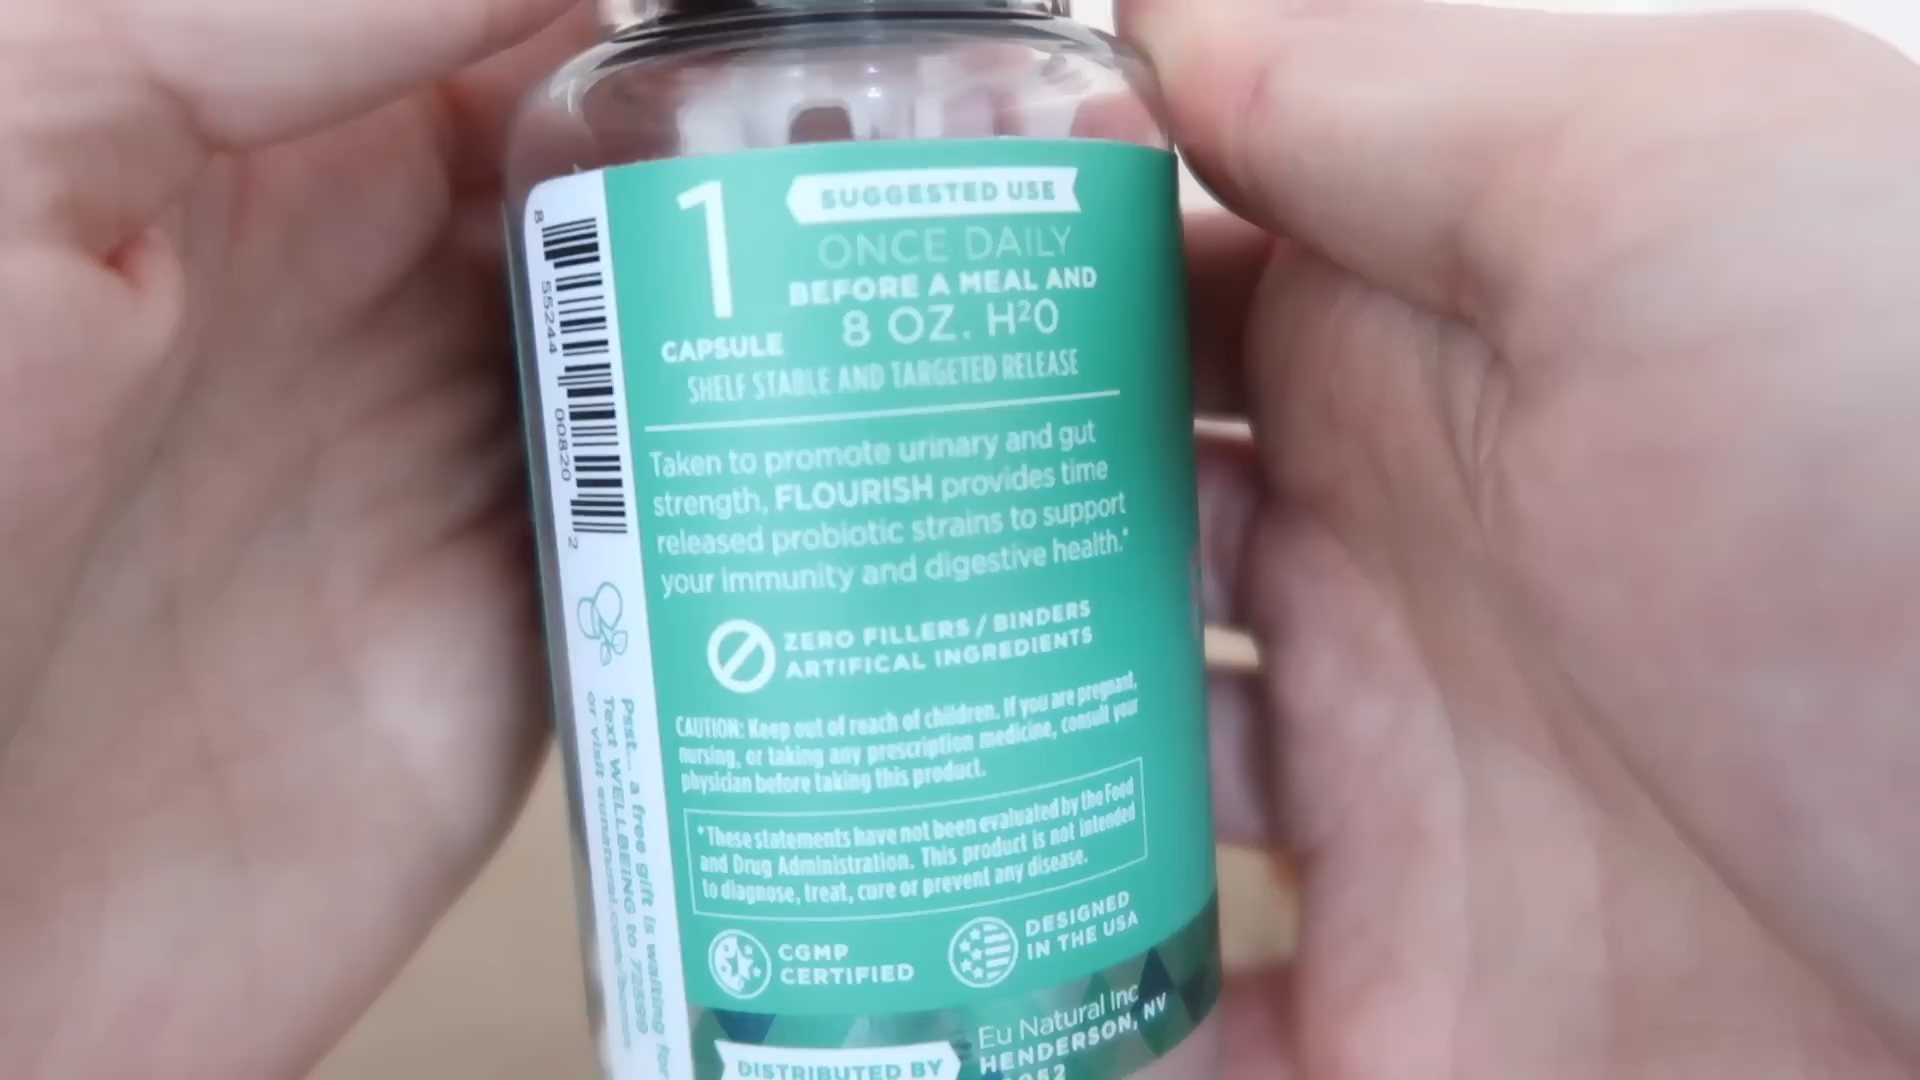 1
CAPSULE
SUGGESTED USE
ONCE DAILY
BEFORE A MEAL AND
8 OZ. H²O
SHELF STABLE AND TARGETED RELEASE
Taken to promote urinary and gut
strength, FLOURISH provides time
released probiotic strains to support
your immunity and digestive health.*
ZERO FILLERS / BINDERS
ARTIFICAL INGREDIENTS
CAUTION: Keep out of reach of children. If you are pregnant,
nursing, or taking any prescription medicine, consult your
physician before taking this product.
*These statements have not been evaluated by the Food
and Drug Administration. This product is not intended
to diagnose, treat, cure or prevent any disease.
CGMP
CERTIFIED
DESIGNED
IN THE USA
DISTRIBUTED BY
Eu Natural Inc
HENDERSON, NV
8 55244 00820 2
Psst... a free gift is waiting for
Text WELLBEING to
or visit